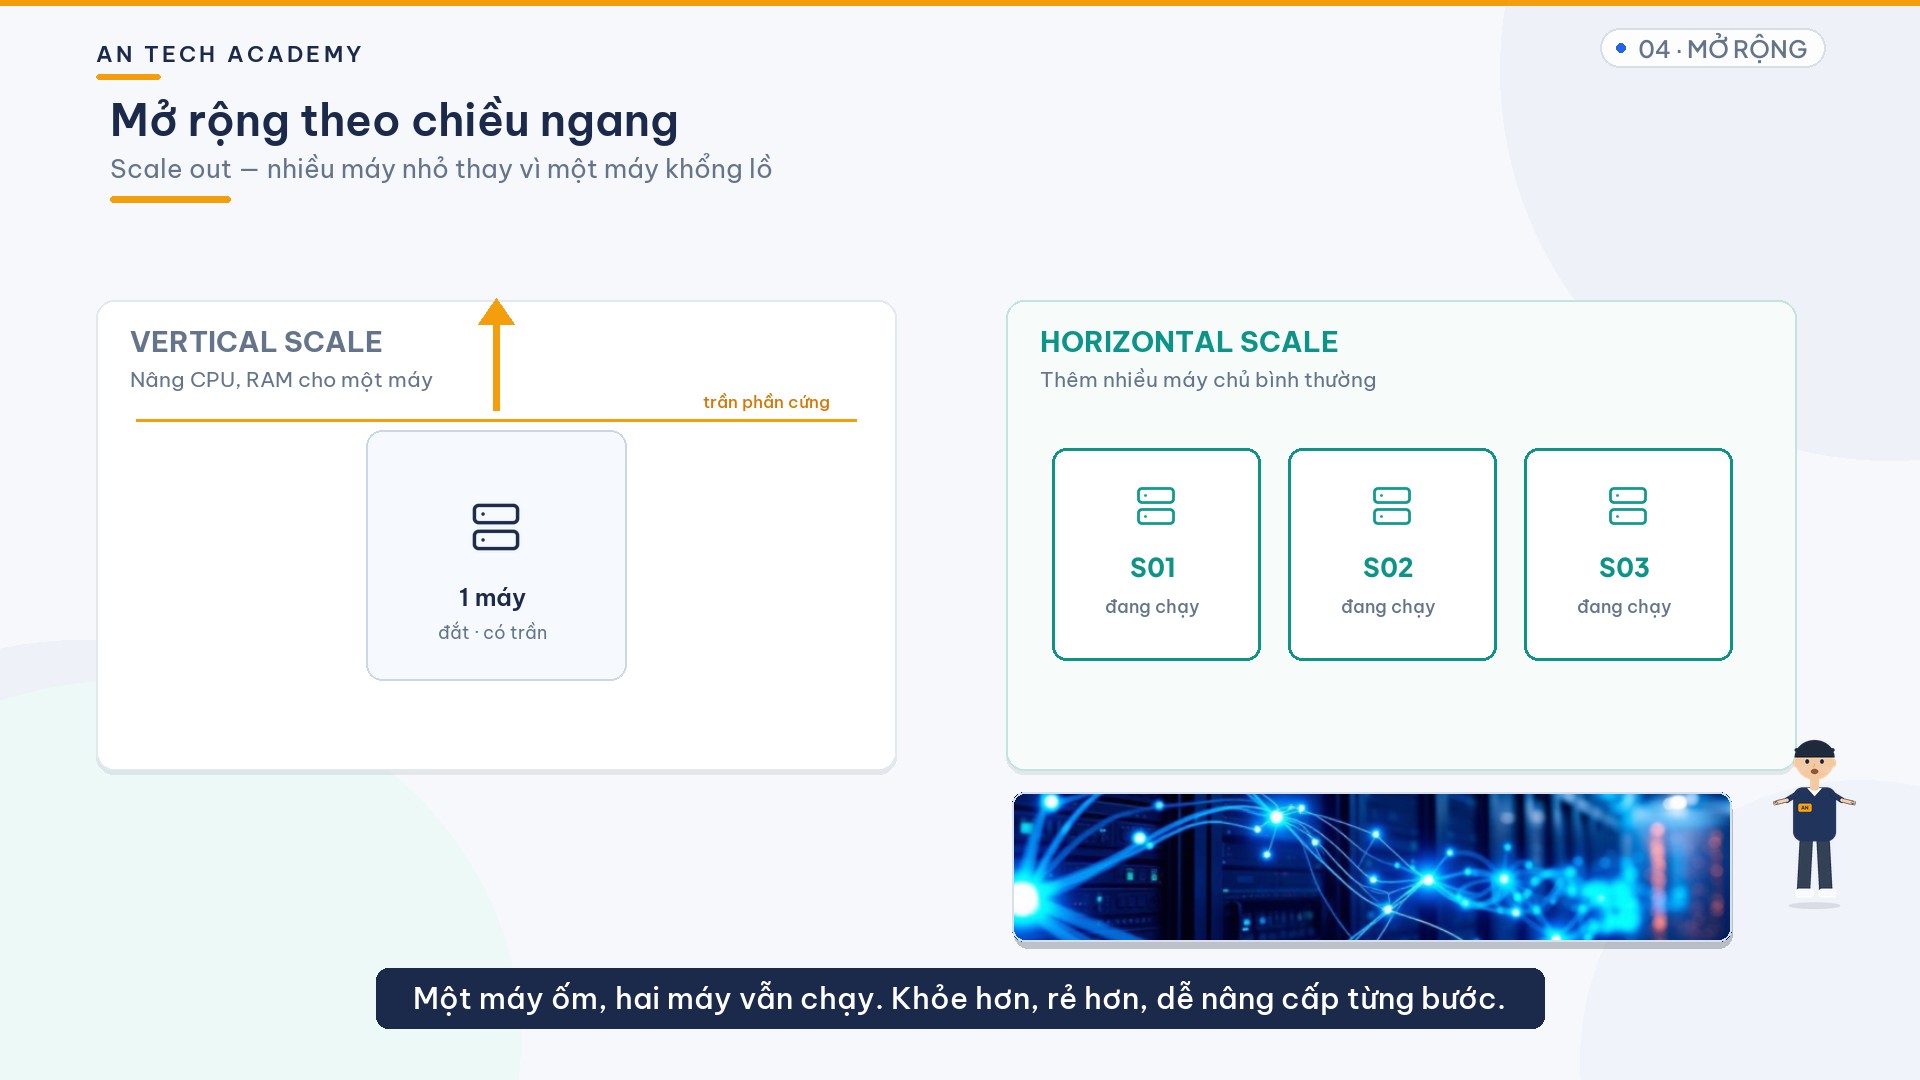 AN TECH ACADEMY
04 · MỞ RỘNG
Mở rộng theo chiều ngang
Scale out — nhiều máy nhỏ thay vì một máy khổng lồ
VERTICAL SCALE
Nâng CPU, RAM cho một máy
trần phần cứng
1 máy
đắt · có trần
HORIZONTAL SCALE
Thêm nhiều máy chủ bình thường
S01
đang chạy
S02
đang chạy
S03
đang chạy
AN
Một máy ốm, hai máy vẫn chạy. Khỏe hơn, rẻ hơn, dễ nâng cấp từng bước.